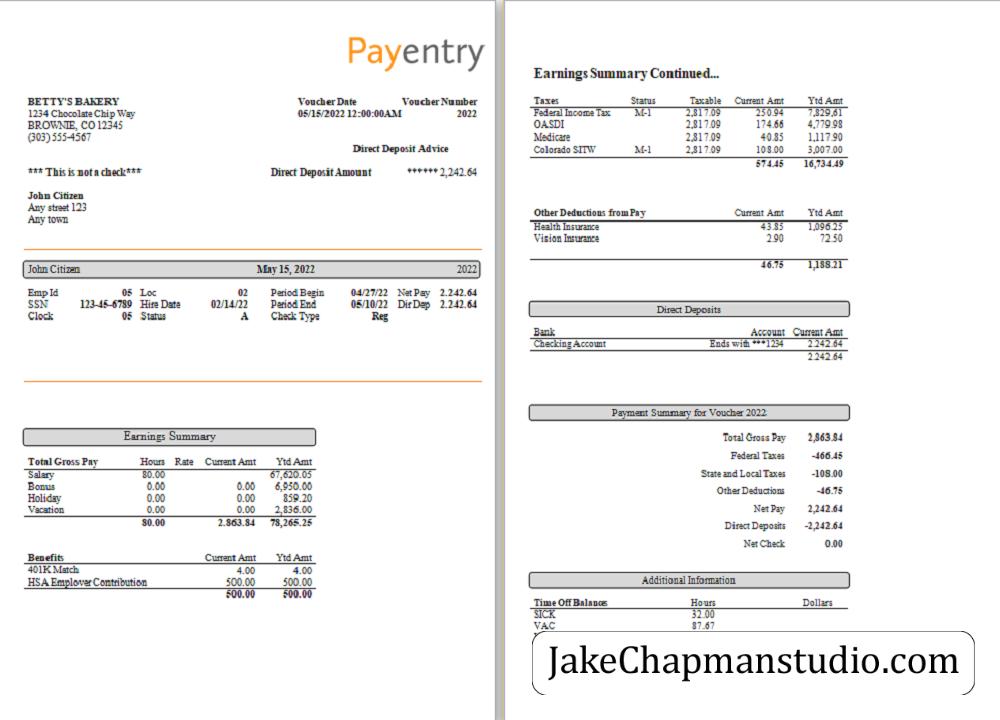 Payentry
BETTY'S BAKERY
1234 Chocolate Chip Way
BROWNIE, CO 12345
(303) 555-4567
Voucher Date Voucher Number
05/15/2022 12:00:00AM 2022
Direct Deposit Advice
*** This is not a check*** Direct Deposit Amount ****** 2,242.64
John Citizen
Any street 123
Any town
John Citizen May 15, 2022 2022
Emp Id 05 Loc 02 Period Begin 04/27/22 Net Pay 2.242.64
SSN 123-45-6789 Hire Date 02/14/22 Period End 05/10/22 Dir Dep 2.242.64
Clock 05 Status A Check Type Reg
Earnings Summary
Total Gross Pay Hours Rate Current Amt Ytd Amt
Salary 80.00 67,620.05
Bonus 0.00 0.00 6,950.00
Holiday 0.00 0.00 859.20
Vacation 0.00 0.00 2,836.00
80.00 2.863.84 78,265.25
Benefits Current Amt Ytd Amt
401K Match 4.00 4.00
HSA Employer Contribution 500.00 500.00
500.00 500.00
Earnings Summary Continued...
Taxes Status Taxable Current Amt Ytd Amt
Federal Income Tax M-1 2,817.09 250.94 7,829.61
OASDI 2,817.09 174.66 4,779.98
Medicare 2,817.09 40.85 1,117.90
Colorado SITW M-1 2,817.09 108.00 3,007.00
574.45 16,734.49
Other Deductions from Pay Current Amt Ytd Amt
Health Insurance 43.85 1,096.25
Vision Insurance 2.90 72.50
46.75 1,188.21
Direct Deposits
Bank Account Current Amt
Checking Account Ends with ***1234 2.242.64
2.242.64
Payment Summary for Voucher 2022
Total Gross Pay 2,863.84
Federal Taxes -466.45
State and Local Taxes -108.00
Other Deductions -46.75
Net Pay 2,242.64
Direct Deposits -2,242.64
Net Check 0.00
Additional Information
Time Off Balance Hours Dollars
SICK 32.00
VAC 87.67
JakeChapmanstudio.com